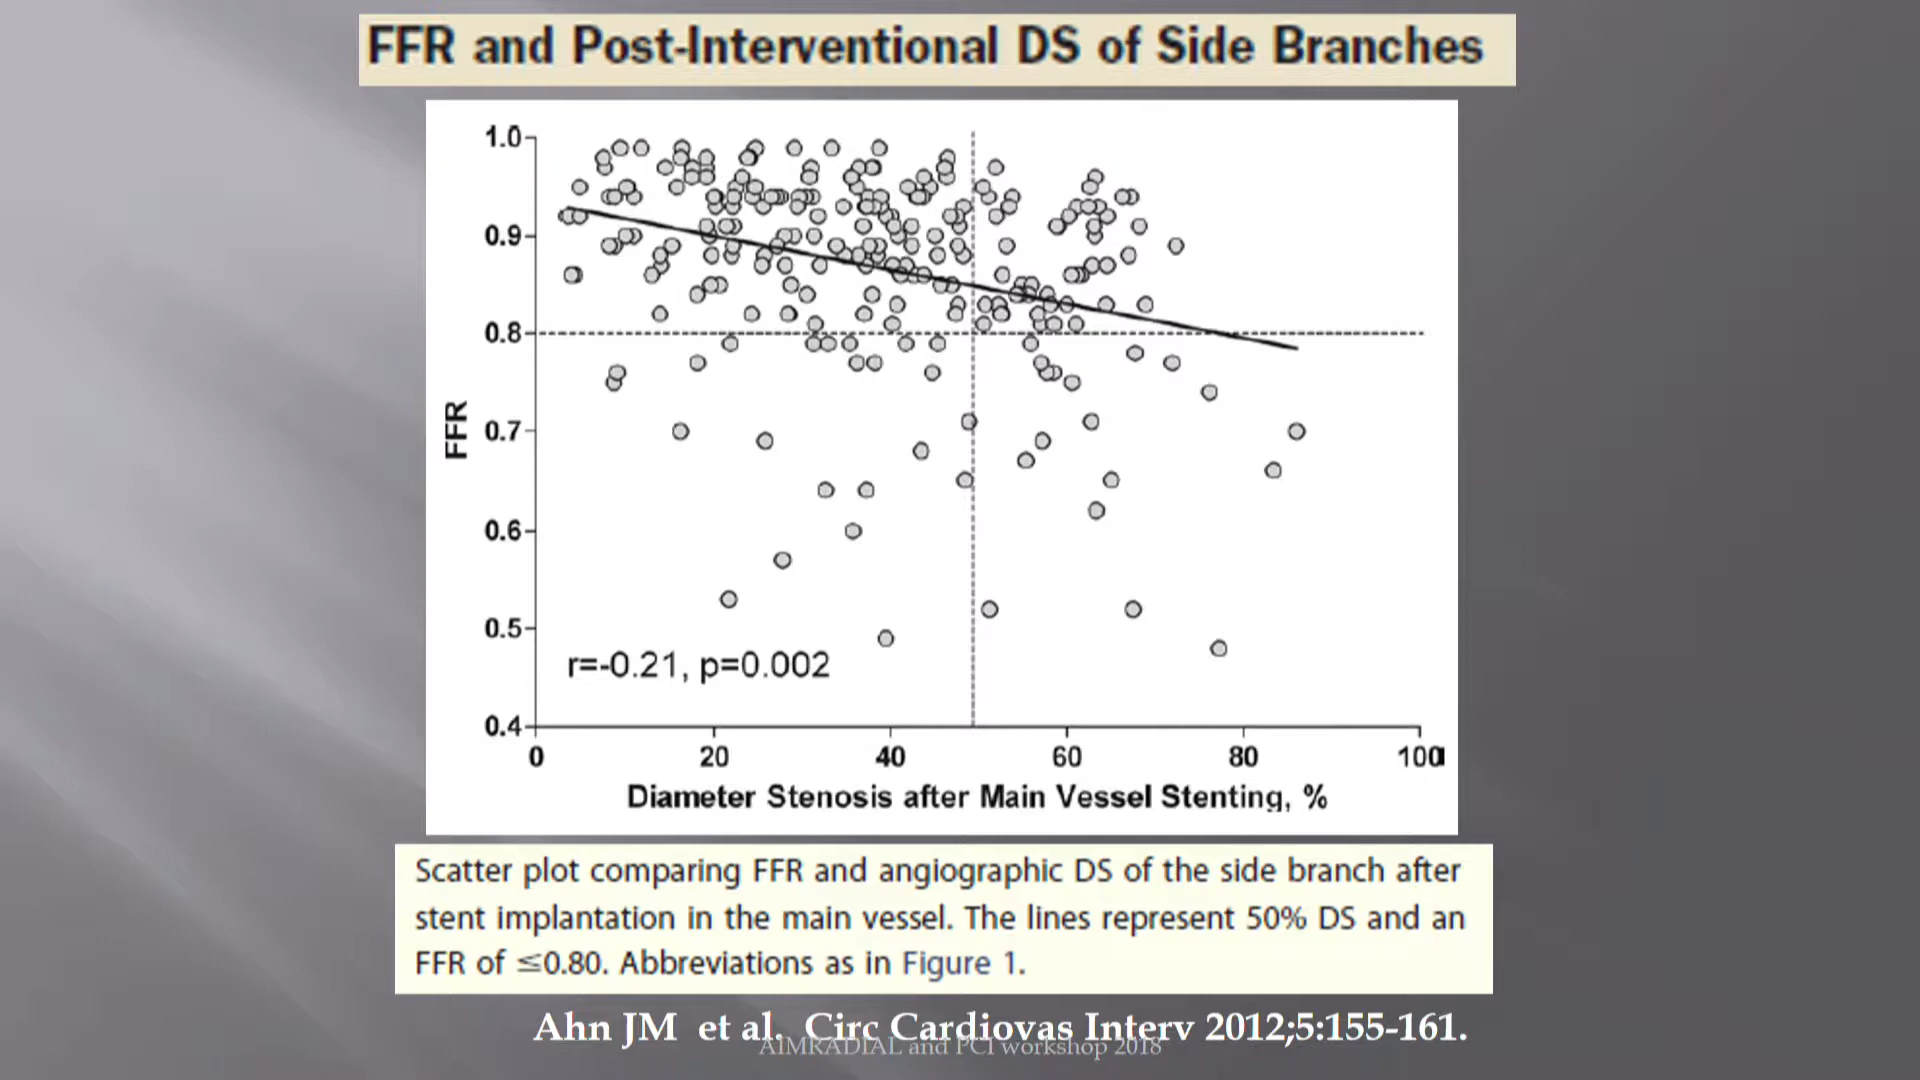 FFR and Post-Interventional DS of Side Branches
1.0
0.9
0.8
0.7
0.6
0.5
0.4
FFR
r=-0.21, p=0.002
0 20 40 60 80 100
Diameter Stenosis after Main Vessel Stenting, %
Scatter plot comparing FFR and angiographic DS of the side branch after
stent implantation in the main vessel. The lines represent 50% DS and an
FFR of ≤0.80. Abbreviations as in Figure 1.
Ahn JM et al. Circ Cardiovas Interv 2012;5:155-161.
AIMRADIAL and PCI workshop 2018